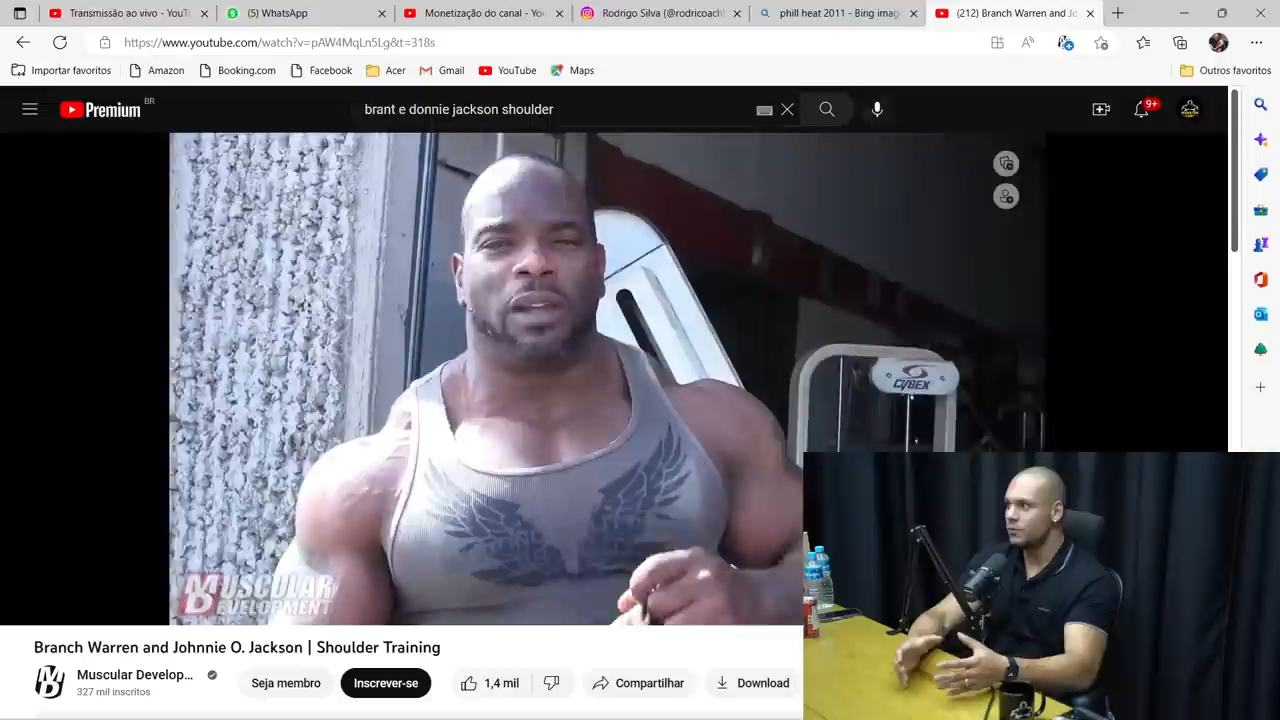 Transmissão ao vivo - YouTu
(5) WhatsApp
Monetização do canal - You
Rodrigo Silva (@rodricoach
phill heat 2011 - Bing imag
(212) Branch Warren and Jo
https://www.youtube.com/watch?v=pAW4MqLn5Lg&t=318s
Importar favoritos
Amazon
Booking.com
Facebook
Acer
Gmail
YouTube
Maps
Outros favoritos
Premium BR
brant e donnie jackson shoulder
9+
CYBEX
MUSCULAR
DEVELOPMENT
Branch Warren and Johnnie O. Jackson | Shoulder Training
Muscular Develop...
327 mil inscritos
Seja membro
Inscrever-se
1,4 mil
Compartilhar
Download